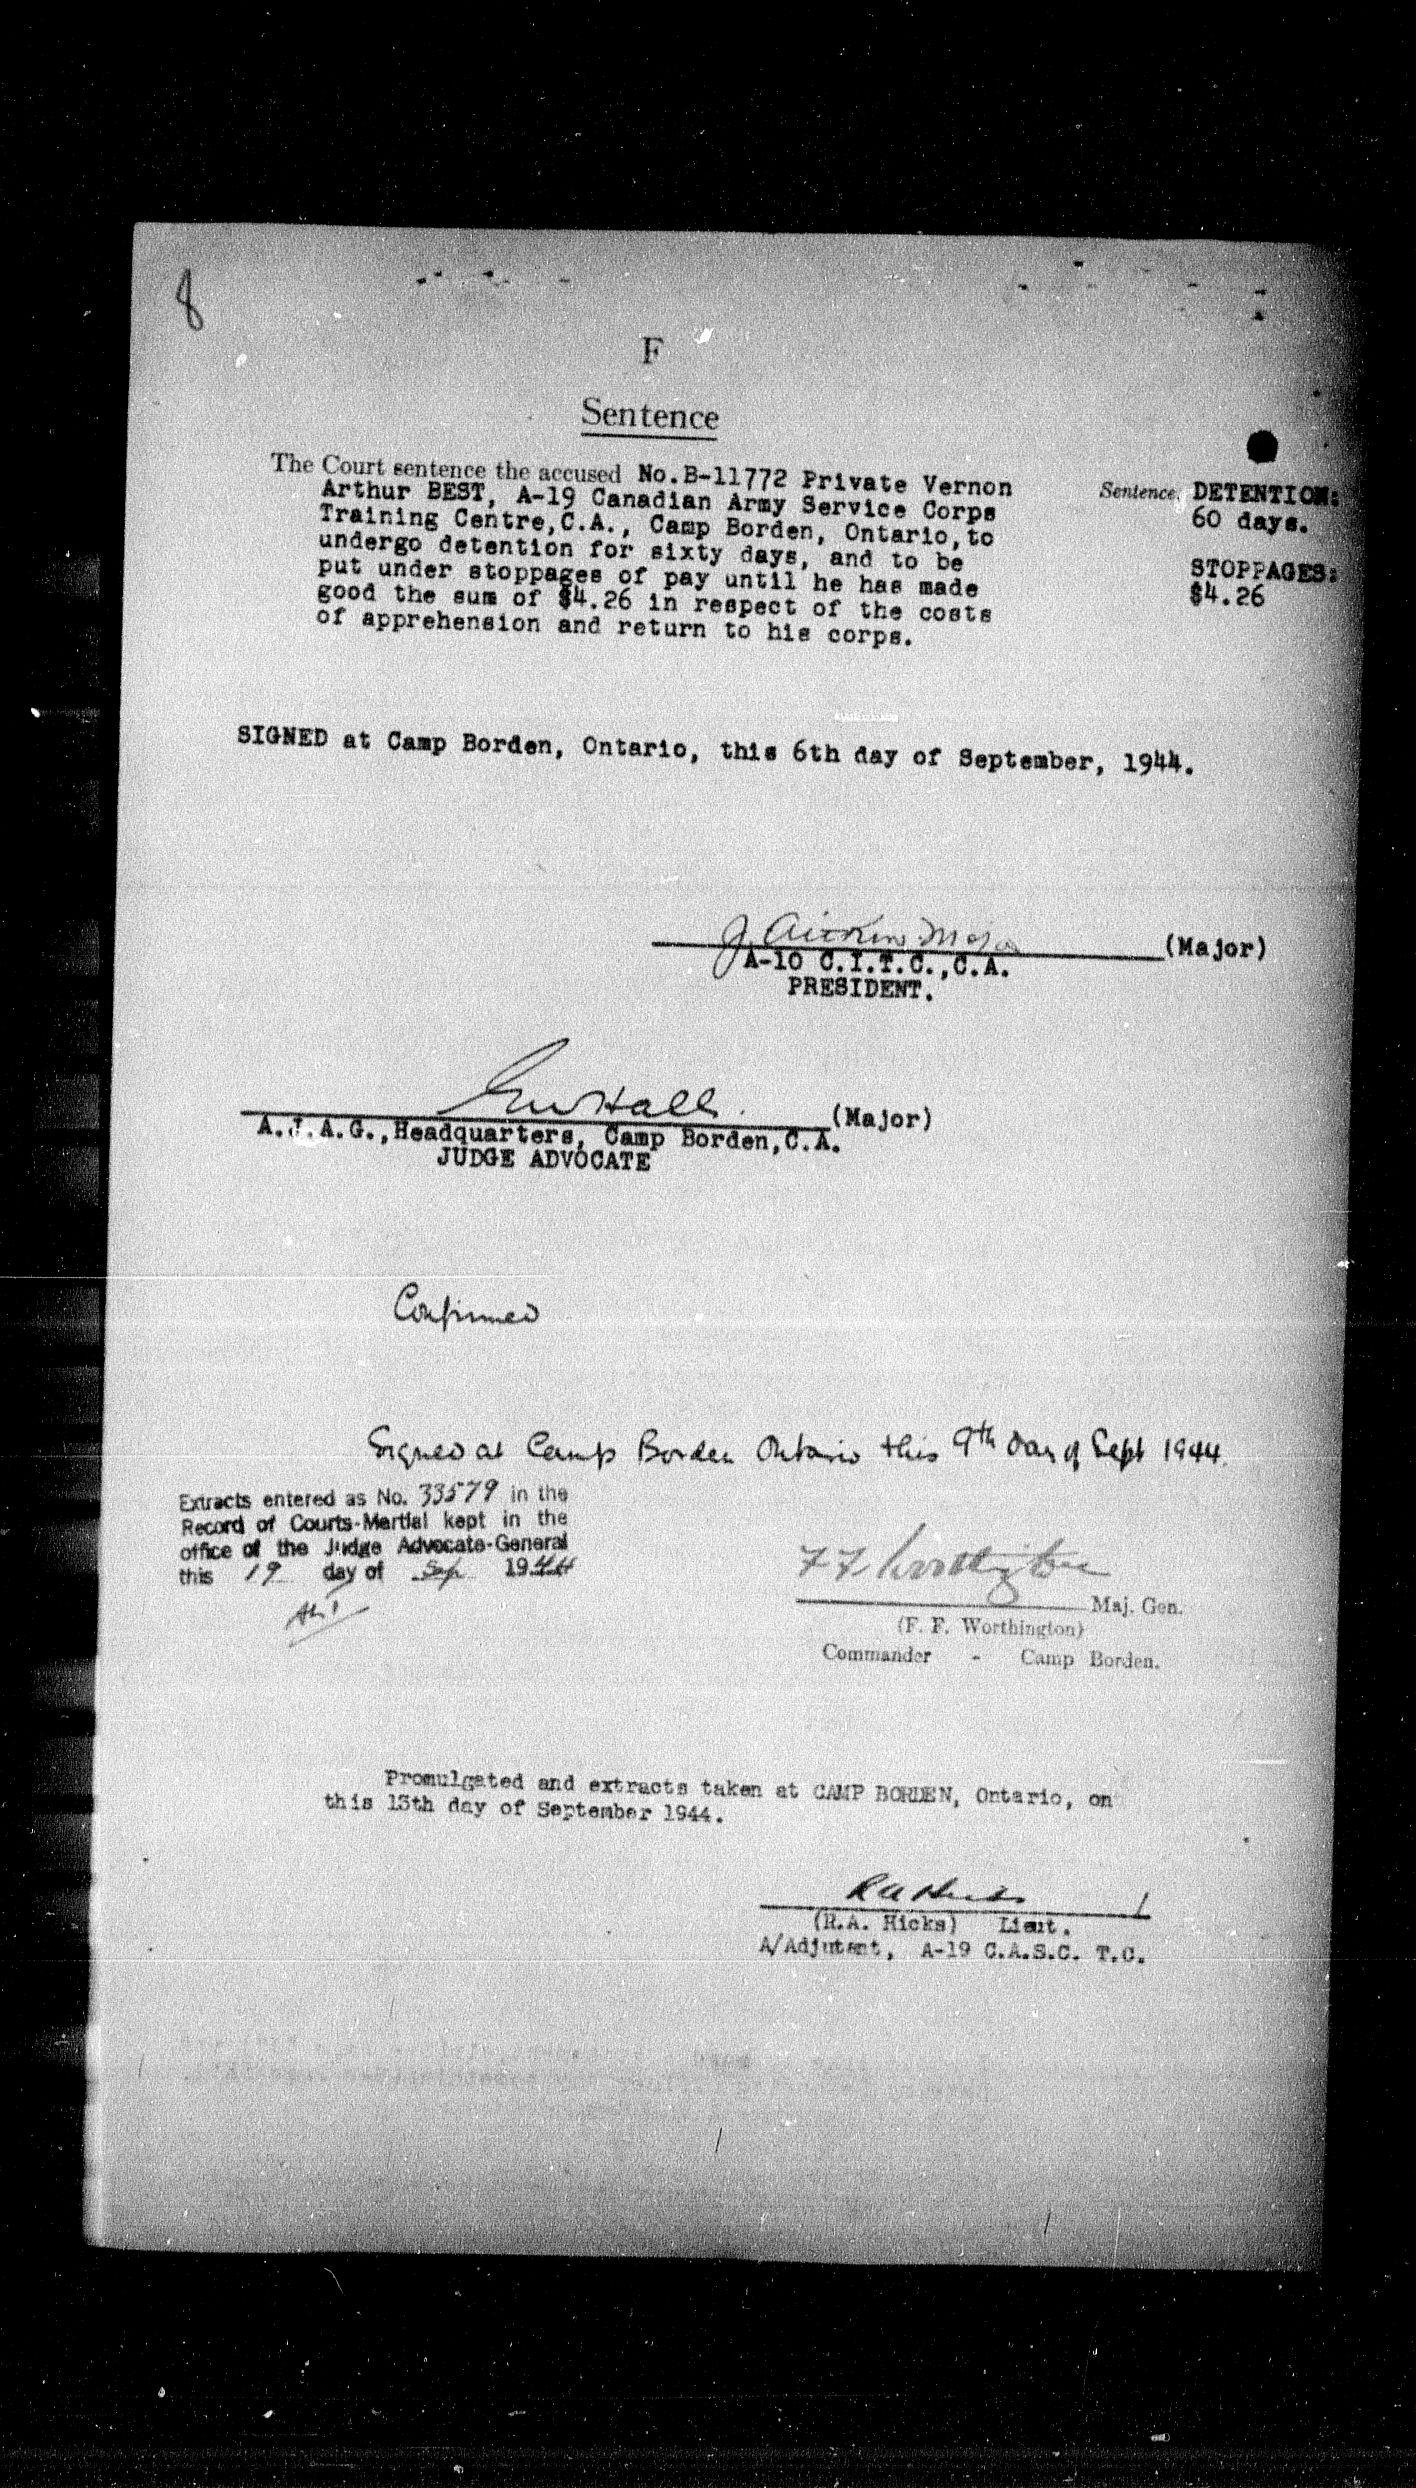 8
F
Sentence
The Court sentence the accused No.B-11772 Private Vernon
Arthur BEST, A-19 Canadian Army Service Corps
Training Centre,C.A., Camp Borden, Ontario,to
undergo detention for sixty days, and to be
put under stoppages of pay until he has made
good the sum of $4.26 in respect of the costs
of apprehension and return to his corps.
Sentence, DETENTION:
60 days.
STOPPAGES:
$4.26
SIGNED at Camp Borden, Ontario, this 6th day of September, 1944.
J. Aitken Major (Major)
A-10 C.I.T.C.,C.A.
PRESIDENT.
Hall. (Major)
A.J.A.G.,Headquarters, Camp Borden,C.A.
JUDGE ADVOCATE
Confirmed
Signed at Camp Borden Ontario this 9th day of Sept 1944.
Extracts entered as No. 33579 in the
Record of Courts-Martial kept in the
office of the Judge Advocate-General
this 19 day of Sep 1944
F F Worthington
Maj. Gen.
(F. F. Worthington)
Commander - Camp Borden.
Promulgated and extracts taken at CAMP BORDEN, Ontario, on
this 13th day of September 1944.
RA Hicks
(R.A. Hicks) Lieut.
A/Adjutant, A-19 C.A.S.C. T.C.